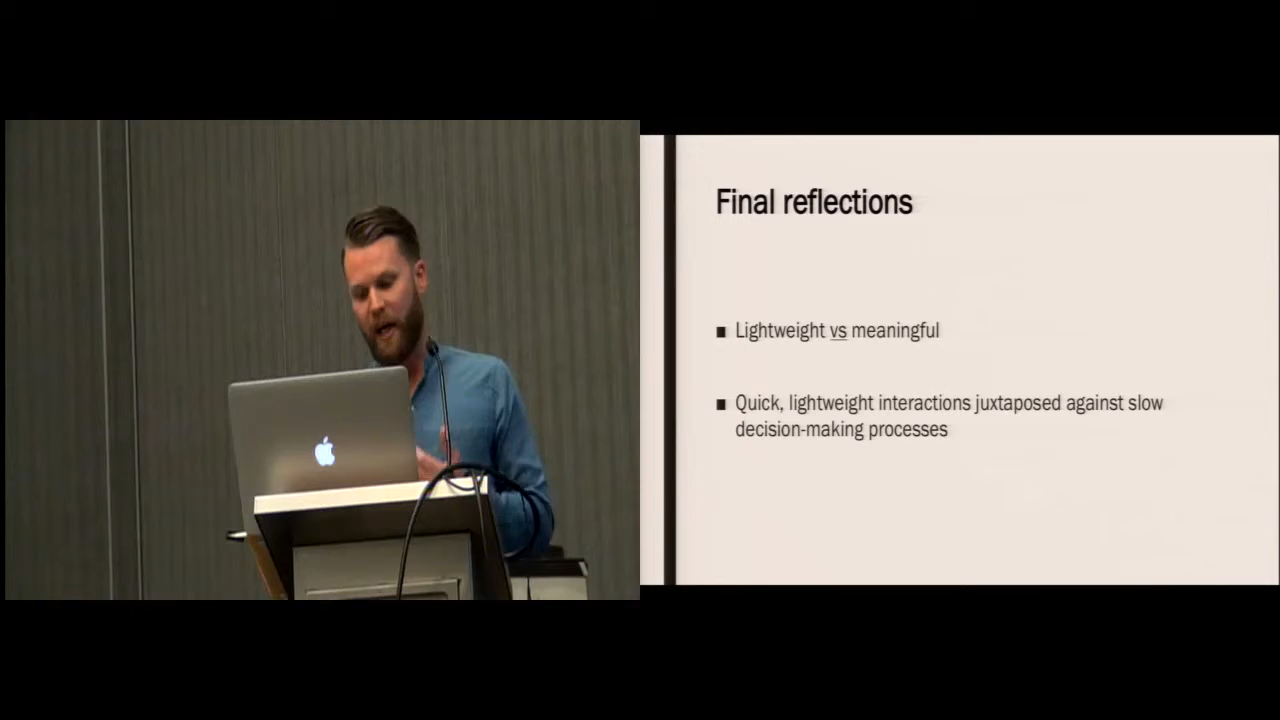 Final reflections
■ Lightweight vs meaningful
■ Quick, lightweight interactions juxtaposed against slow
decision-making processes